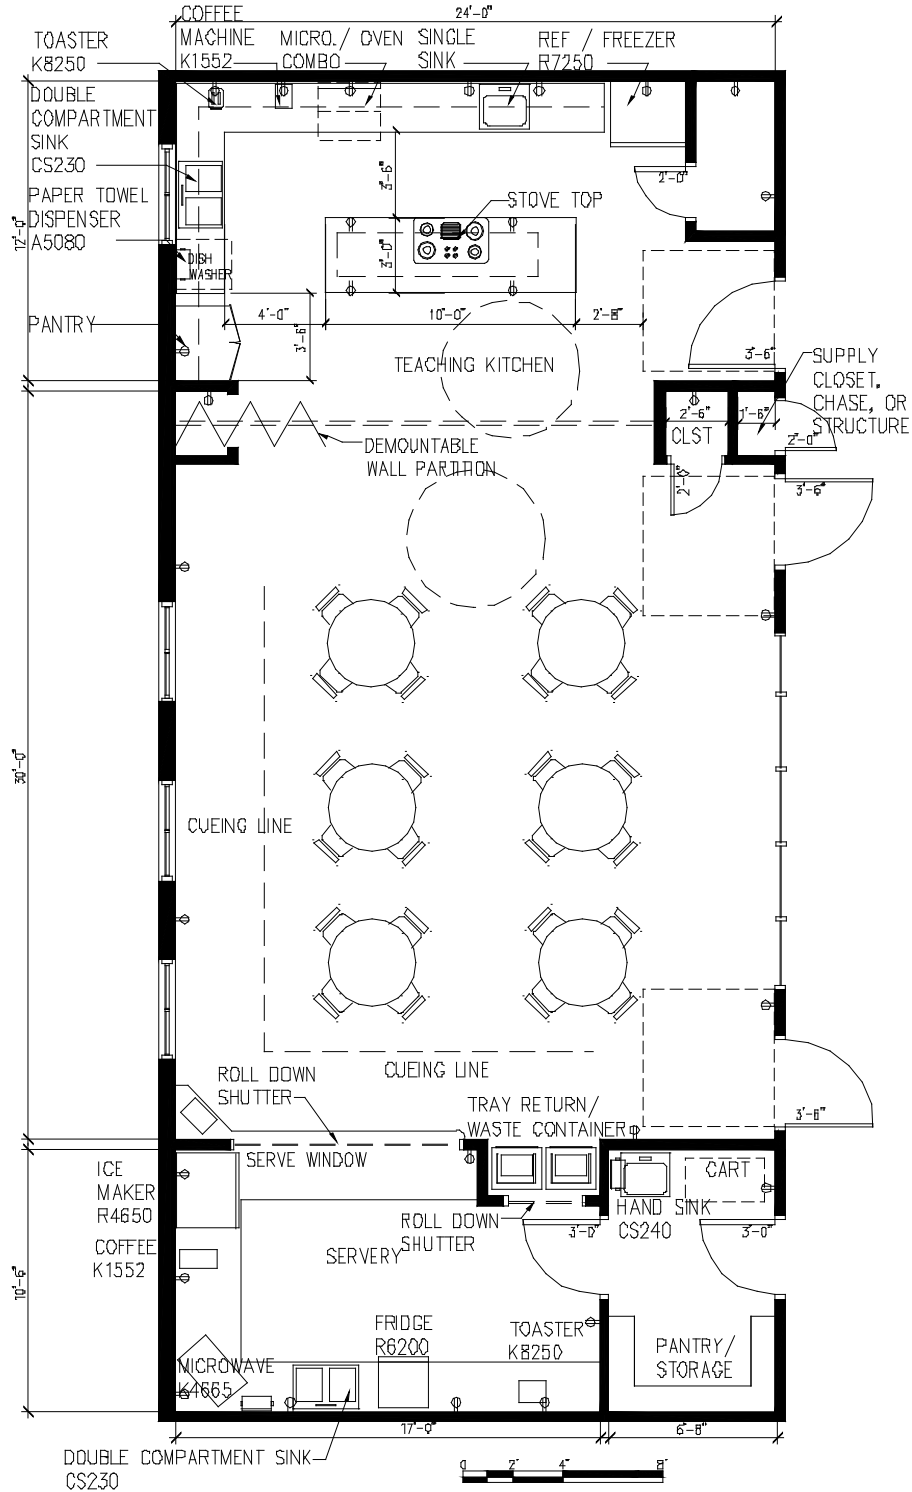 24'-0"
COFFEE
MACHINE
K1552
TOASTER
K8250
MICRO. / OVEN
COMBO
SINGLE
SINK
REF / FREEZER
R7250
DOUBLE
COMPARTMENT
SINK
CS230
PAPER TOWEL
DISPENSER
A5080
12'-0"
3'-6"
2'-0"
STOVE TOP
3'-0"
DISH
WASHER
4'-0"
10'-0"
2'-8"
3'-6"
PANTRY
TEACHING KITCHEN
3'-6"
SUPPLY
CLOSET,
CHASE, OR
STRUCTURE
2'-6"
1'-6"
CLST
2'-0"
DEMOUNTABLE
WALL PARTITION
2'-0"
3'-6"
30'-0"
CUEING LINE
CUEING LINE
ROLL DOWN
SHUTTER
TRAY RETURN/
WASTE CONTAINER
3'-6"
SERVE WINDOW
ICE
MAKER
R4650
CART
HAND SINK
CS240
ROLL DOWN
SHUTTER
3'-0"
3'-0"
COFFEE
K1552
SERVERY
10'-6"
FRIDGE
R6200
TOASTER
K8250
PANTRY/
STORAGE
MICROWAVE
K4665
17'-0"
6'-8"
DOUBLE COMPARTMENT SINK
CS230
0 2' 4' 8'